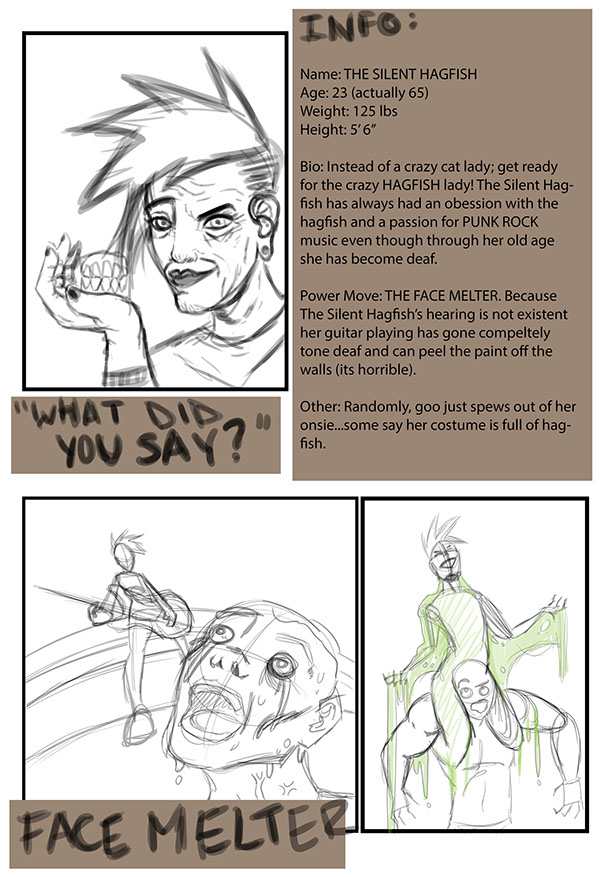 INFO:
Name: THE SILENT HAGFISH
Age: 23 (actually 65)
Weight: 125 lbs
Height: 5’ 6”
Bio: Instead of a crazy cat lady; get ready
for the crazy HAGFISH lady! The Silent Hag-
fish has always had an obession with the
hagfish and a passion for PUNK ROCK
music even though through her old age
she has become deaf.
Power Move: THE FACE MELTER. Because
The Silent Hagfish’s hearing is not existent
her guitar playing has gone compeltely
tone deaf and can peel the paint off the
walls (its horrible).
Other: Randomly, goo just spews out of her
onsie...some say her costume is full of hag-
fish.
"WHAT DID
YOU SAY?"
FACE MELTER